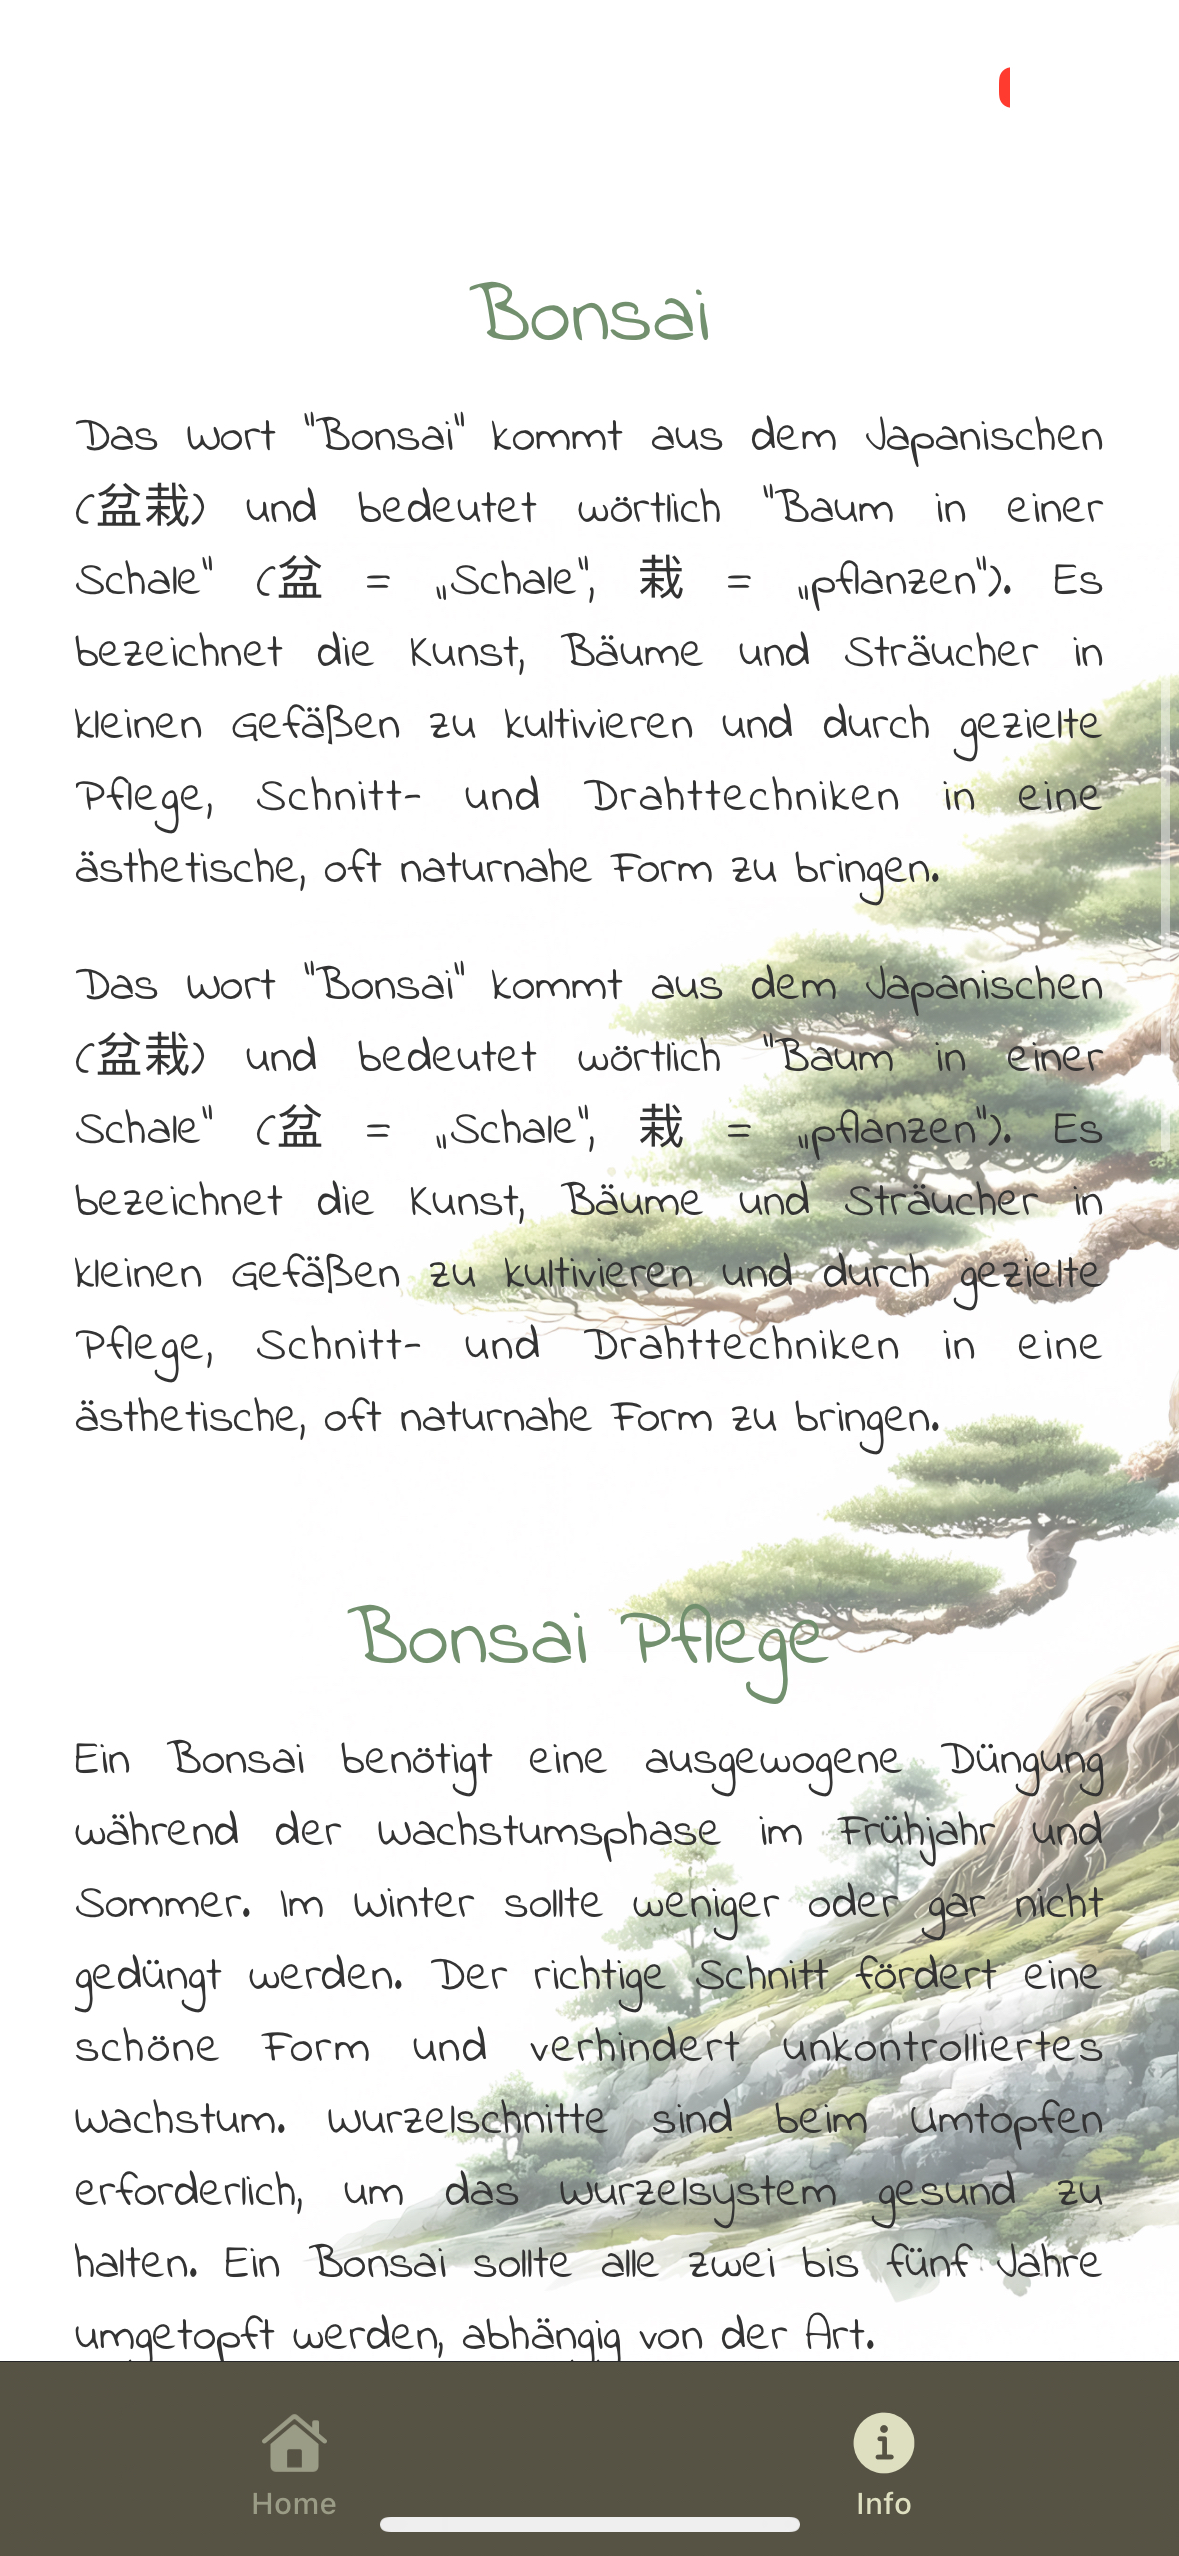 Bonsai
Das Wort "Bonsai" kommt aus dem Japanischen
(盆栽) und bedeutet wörtlich "Baum in einer
Schale" (盆 = „Schale", 栽 = „pflanzen"). Es
bezeichnet die Kunst, Bäume und Sträucher in
kleinen Gefäßen zu kultivieren und durch gezielte
Pflege, Schnitt- und Drahttechniken in eine
ästhetische, oft naturnahe Form zu bringen.
Das Wort "Bonsai" kommt aus dem Japanischen
(盆栽) und bedeutet wörtlich "Baum in einer
Schale" (盆 = „Schale", 栽 = „pflanzen"). Es
bezeichnet die Kunst, Bäume und Sträucher in
kleinen Gefäßen zu kultivieren und durch gezielte
Pflege, Schnitt- und Drahttechniken in eine
ästhetische, oft naturnahe Form zu bringen.
Bonsai Pflege
Ein Bonsai benötigt eine ausgewogene Düngung
während der Wachstumsphase im Frühjahr und
Sommer. Im Winter sollte weniger oder gar nicht
gedüngt werden. Der richtige Schnitt fördert eine
schöne Form und verhindert unkontrolliertes
Wachstum. Wurzelschnitte sind beim Umtopfen
erforderlich, um das Wurzelsystem gesund zu
halten. Ein Bonsai sollte alle zwei bis fünf Jahre
umgetopft werden, abhängig von der Art.
Home
Info